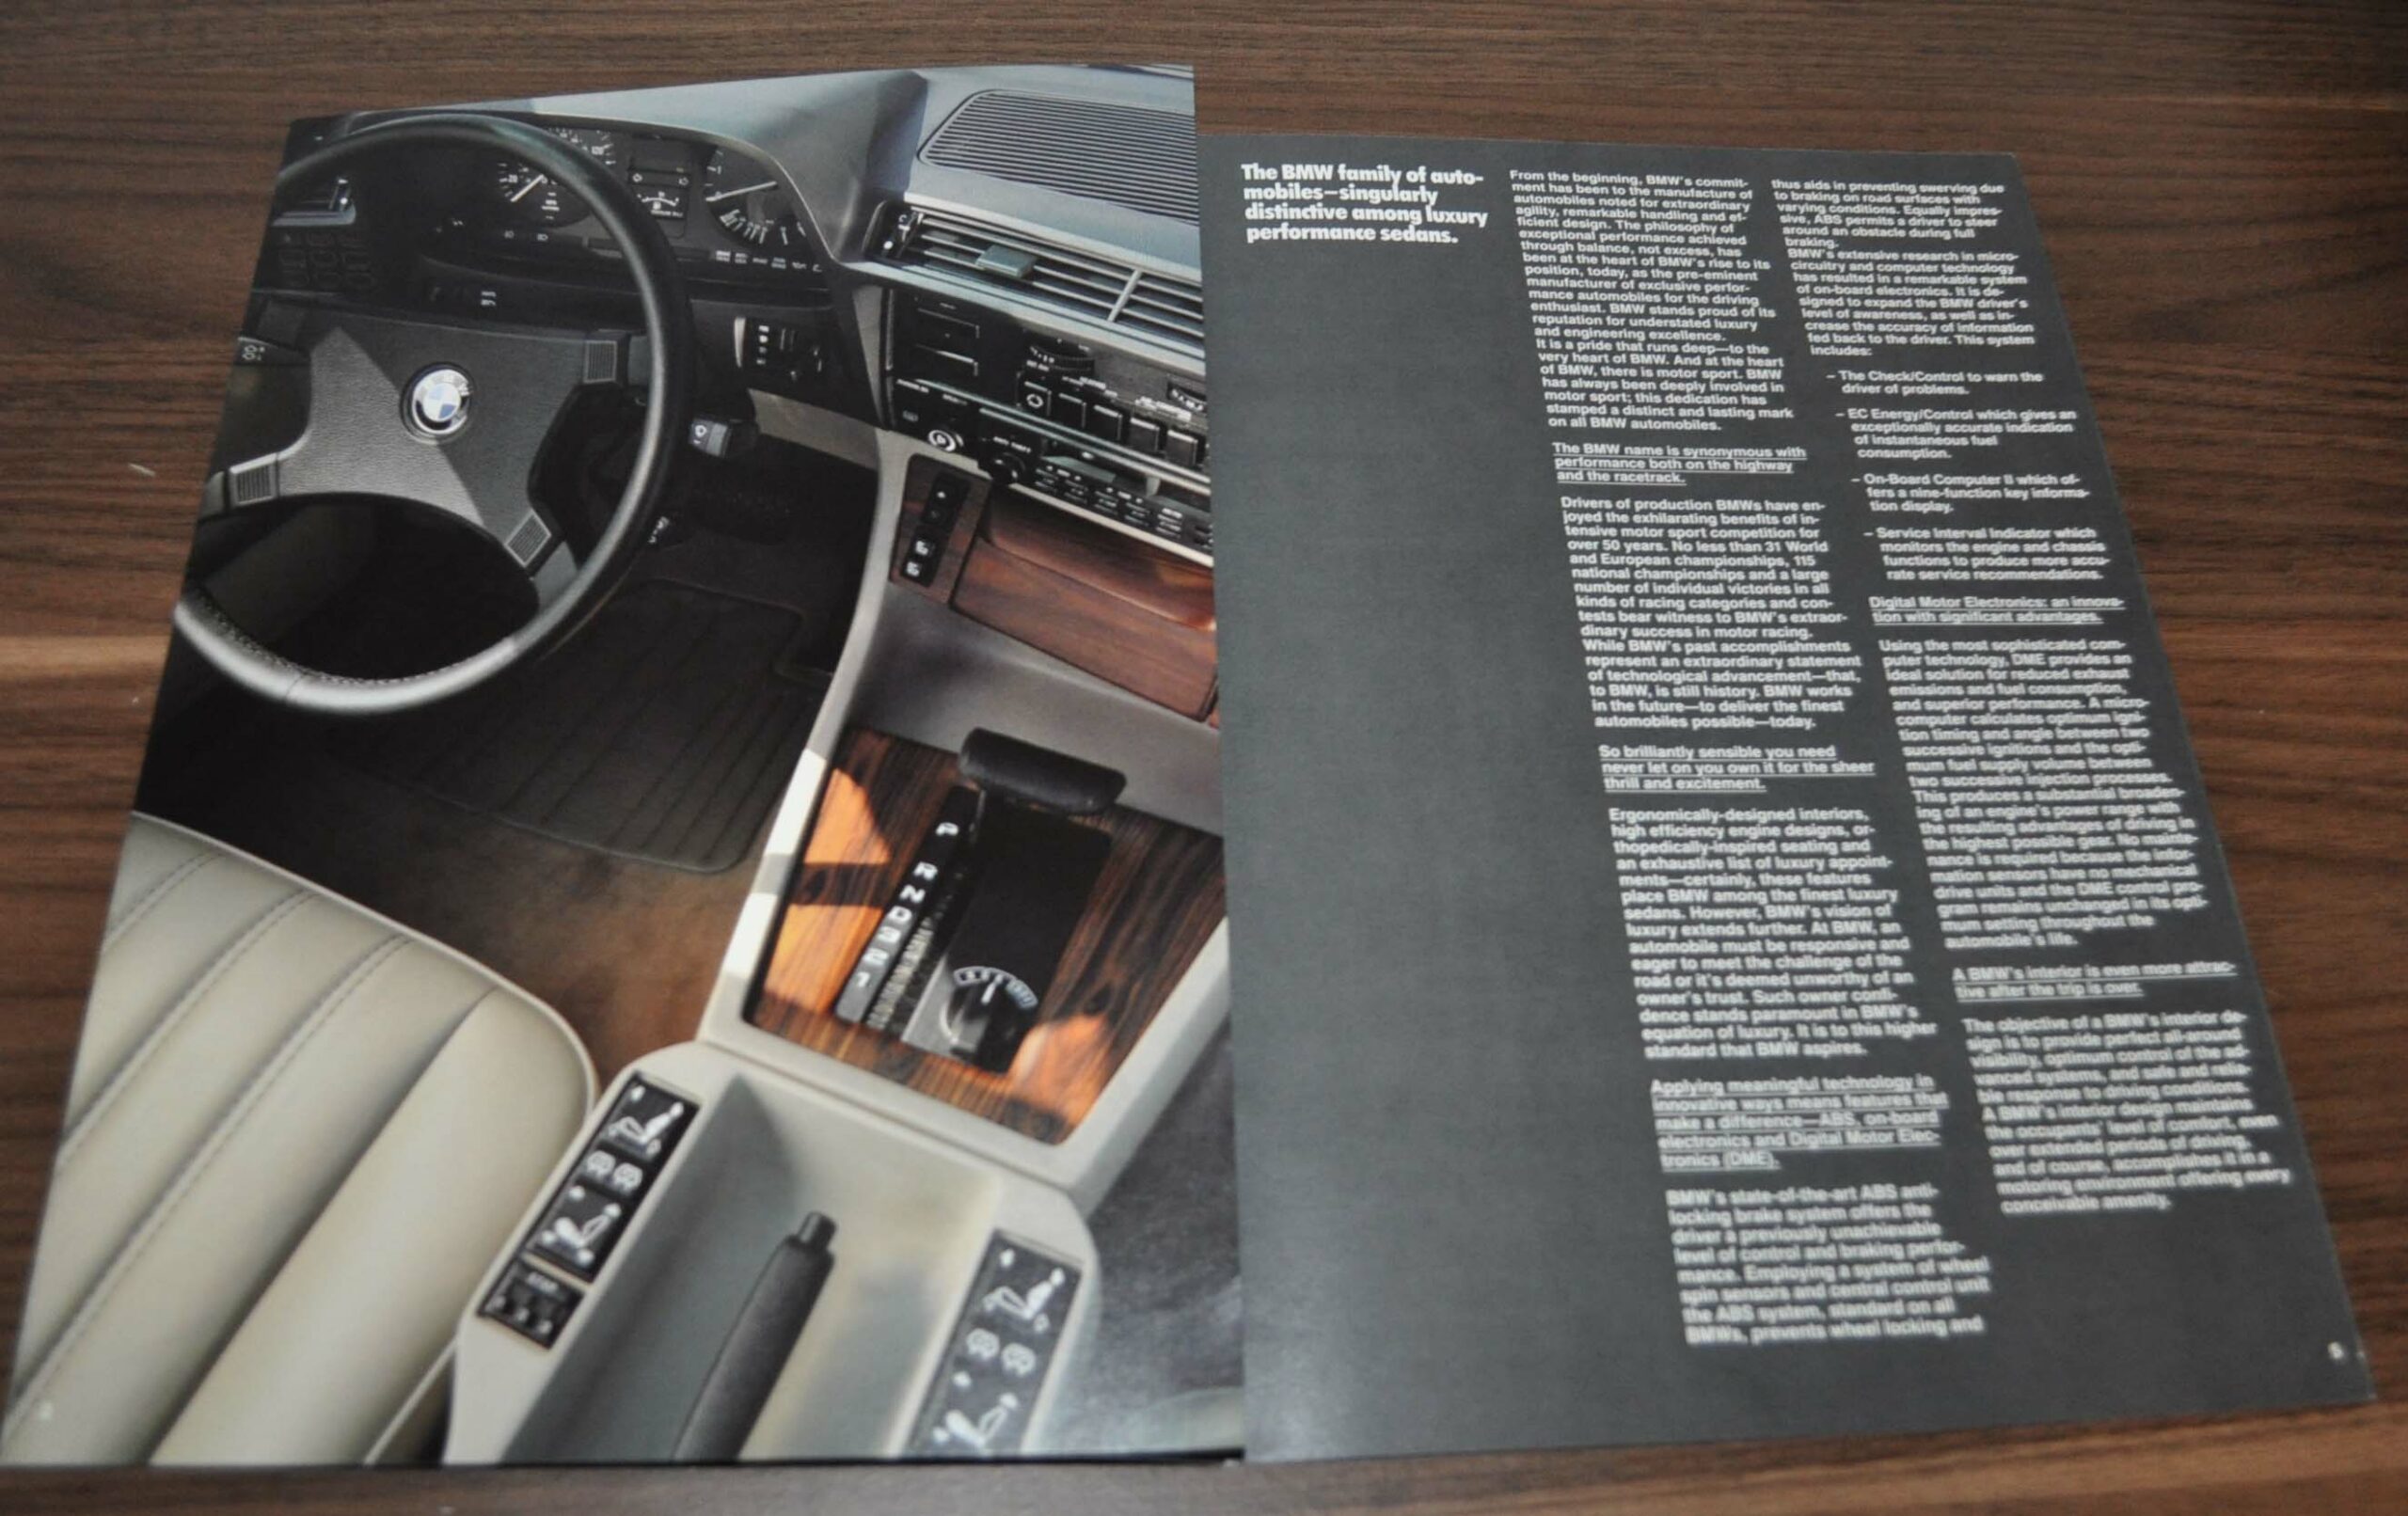 P
R
N
D
3
2
1
The BMW family of auto-
mobiles—singularly
distinctive among luxury
performance sedans.
From the beginning, BMW's commit-
ment has been to the manufacture of
automobiles noted for extraordinary
agility, remarkable handling and ef-
ficient design. The philosophy of
exceptional performance achieved
through balance, not excess, has
been at the heart of BMW's rise to its
position, today, as the pre-eminent
manufacturer of exclusive perfor-
mance automobiles for the driving
enthusiast. BMW stands proud of its
reputation for understated luxury
and engineering excellence.
It is a pride that runs deep—to the
very heart of BMW. And at the heart
of BMW, there is motor sport. BMW
has always been deeply involved in
motor sport; this dedication has
stamped a distinct and lasting mark
on all BMW automobiles.
The BMW name is synonymous with
performance both on the highway
and the racetrack.
Drivers of production BMWs have en-
joyed the exhilarating benefits of in-
tensive motor sport competition for
over 50 years. No less than 31 World
and European championships, 115
national championships and a large
number of individual victories in all
kinds of racing categories and con-
tests bear witness to BMW's extraor-
dinary success in motor racing.
While BMW's past accomplishments
represent an extraordinary statement
of technological advancement—that,
to BMW, is still history. BMW works
in the future—to deliver the finest
automobiles possible—today.
So brilliantly sensible you need
never let on you own it for the sheer
thrill and excitement.
Ergonomically-designed interiors,
high efficiency engine designs, or-
thopedically-inspired seating and
an exhaustive list of luxury appoint-
ments—certainly, these features
place BMW among the finest luxury
sedans. However, BMW's vision of
luxury extends further. At BMW, an
automobile must be responsive and
eager to meet the challenge of the
road or it's deemed unworthy of an
owner's trust. Such owner confi-
dence stands paramount in BMW's
equation of luxury. It is to this higher
standard that BMW aspires.
Applying meaningful technology in
innovative ways means features that
make a difference—ABS, on-board
electronics and Digital Motor Elec-
tronics (DME).
BMW's state-of-the-art ABS anti-
locking brake system offers the
driver a previously unachievable
level of control and braking perfor-
mance. Employing a system of wheel
spin sensors and central control unit
the ABS system, standard on all
BMWs, prevents wheel locking and
thus aids in preventing swerving due
to braking on road surfaces with
varying conditions. Equally impres-
sive, ABS permits a driver to steer
around an obstacle during full
braking.
BMW's extensive research in micro-
circuitry and computer technology
has resulted in a remarkable system
of on-board electronics. It is de-
signed to expand the BMW driver's
level of awareness, as well as in-
crease the accuracy of information
fed back to the driver. This system
includes:
– The Check/Control to warn the
driver of problems.
– EC Energy/Control which gives an
exceptionally accurate indication
of instantaneous fuel
consumption.
– On-Board Computer II which of-
fers a nine-function key informa-
tion display.
– Service Interval Indicator which
monitors the engine and chassis
functions to produce more accu-
rate service recommendations.
Digital Motor Electronics: an innova-
tion with significant advantages.
Using the most sophisticated com-
puter technology, DME provides an
ideal solution for reduced exhaust
emissions and fuel consumption,
and superior performance. A micro-
computer calculates optimum igni-
tion timing and angle between two
successive ignitions and the opti-
mum fuel supply volume between
two successive injection processes.
This produces a substantial broaden-
ing of an engine's power range with
the resulting advantages of driving in
the highest possible gear. No mainte-
nance is required because the infor-
mation sensors have no mechanical
drive units and the DME control pro-
gram remains unchanged in its opti-
mum setting throughout the
automobile's life.
A BMW's interior is even more attrac-
tive after the trip is over.
The objective of a BMW's interior de-
sign is to provide perfect all-around
visibility, optimum control of the ad-
vanced systems, and safe and relia-
ble response to driving conditions.
A BMW's interior design maintains
the occupants' level of comfort, even
over extended periods of driving,
and of course, accomplishes it in a
motoring environment offering every
conceivable amenity.